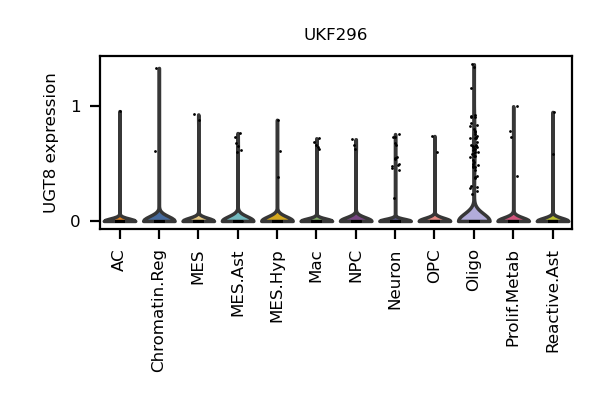 UKF296
UGT8 expression
1
0
AC
Chromatin.Reg
MES
MES.Ast
MES.Hyp
Mac
NPC
Neuron
OPC
Oligo
Prolif.Metab
Reactive.Ast